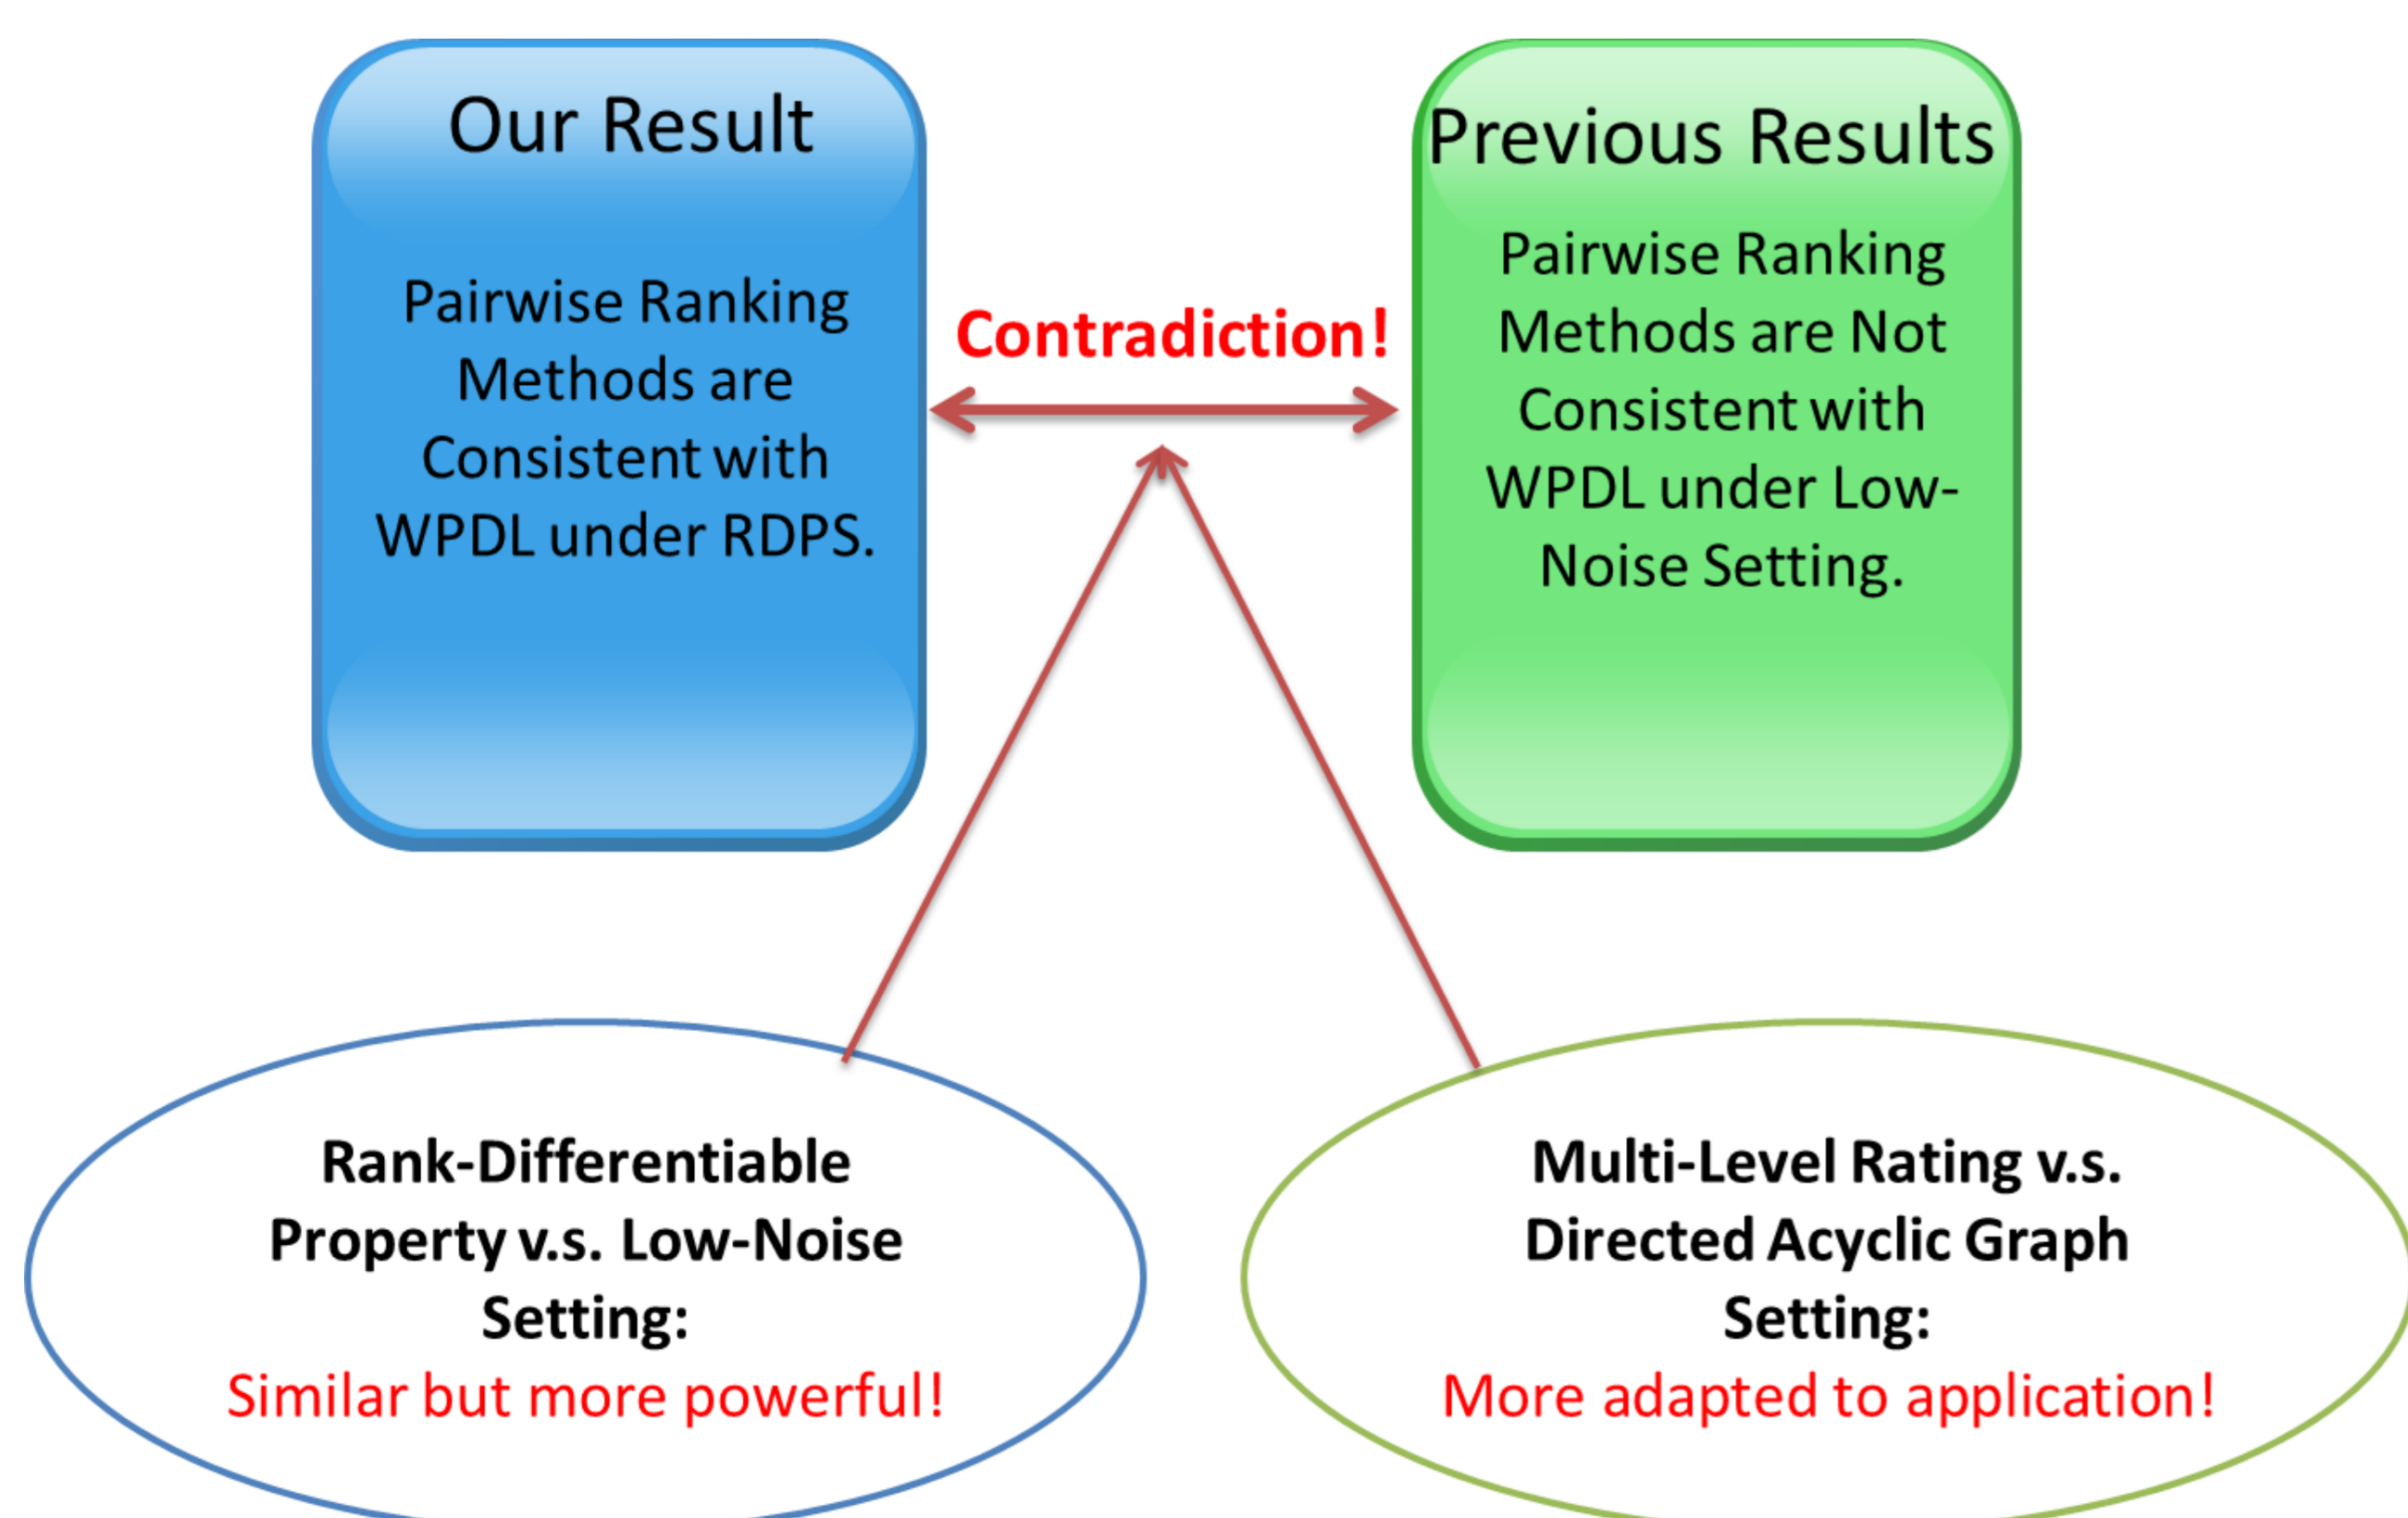 Our Result
Pairwise Ranking
Methods are
Consistent with
WPDL under RDPS.
Contradiction!
Previous Results
Pairwise Ranking
Methods are Not
Consistent with
WPDL under Low-
Noise Setting.
Rank-Differentiable
Property v.s. Low-Noise
Setting:
Similar but more powerful!
Multi-Level Rating v.s.
Directed Acyclic Graph
Setting:
More adapted to application!